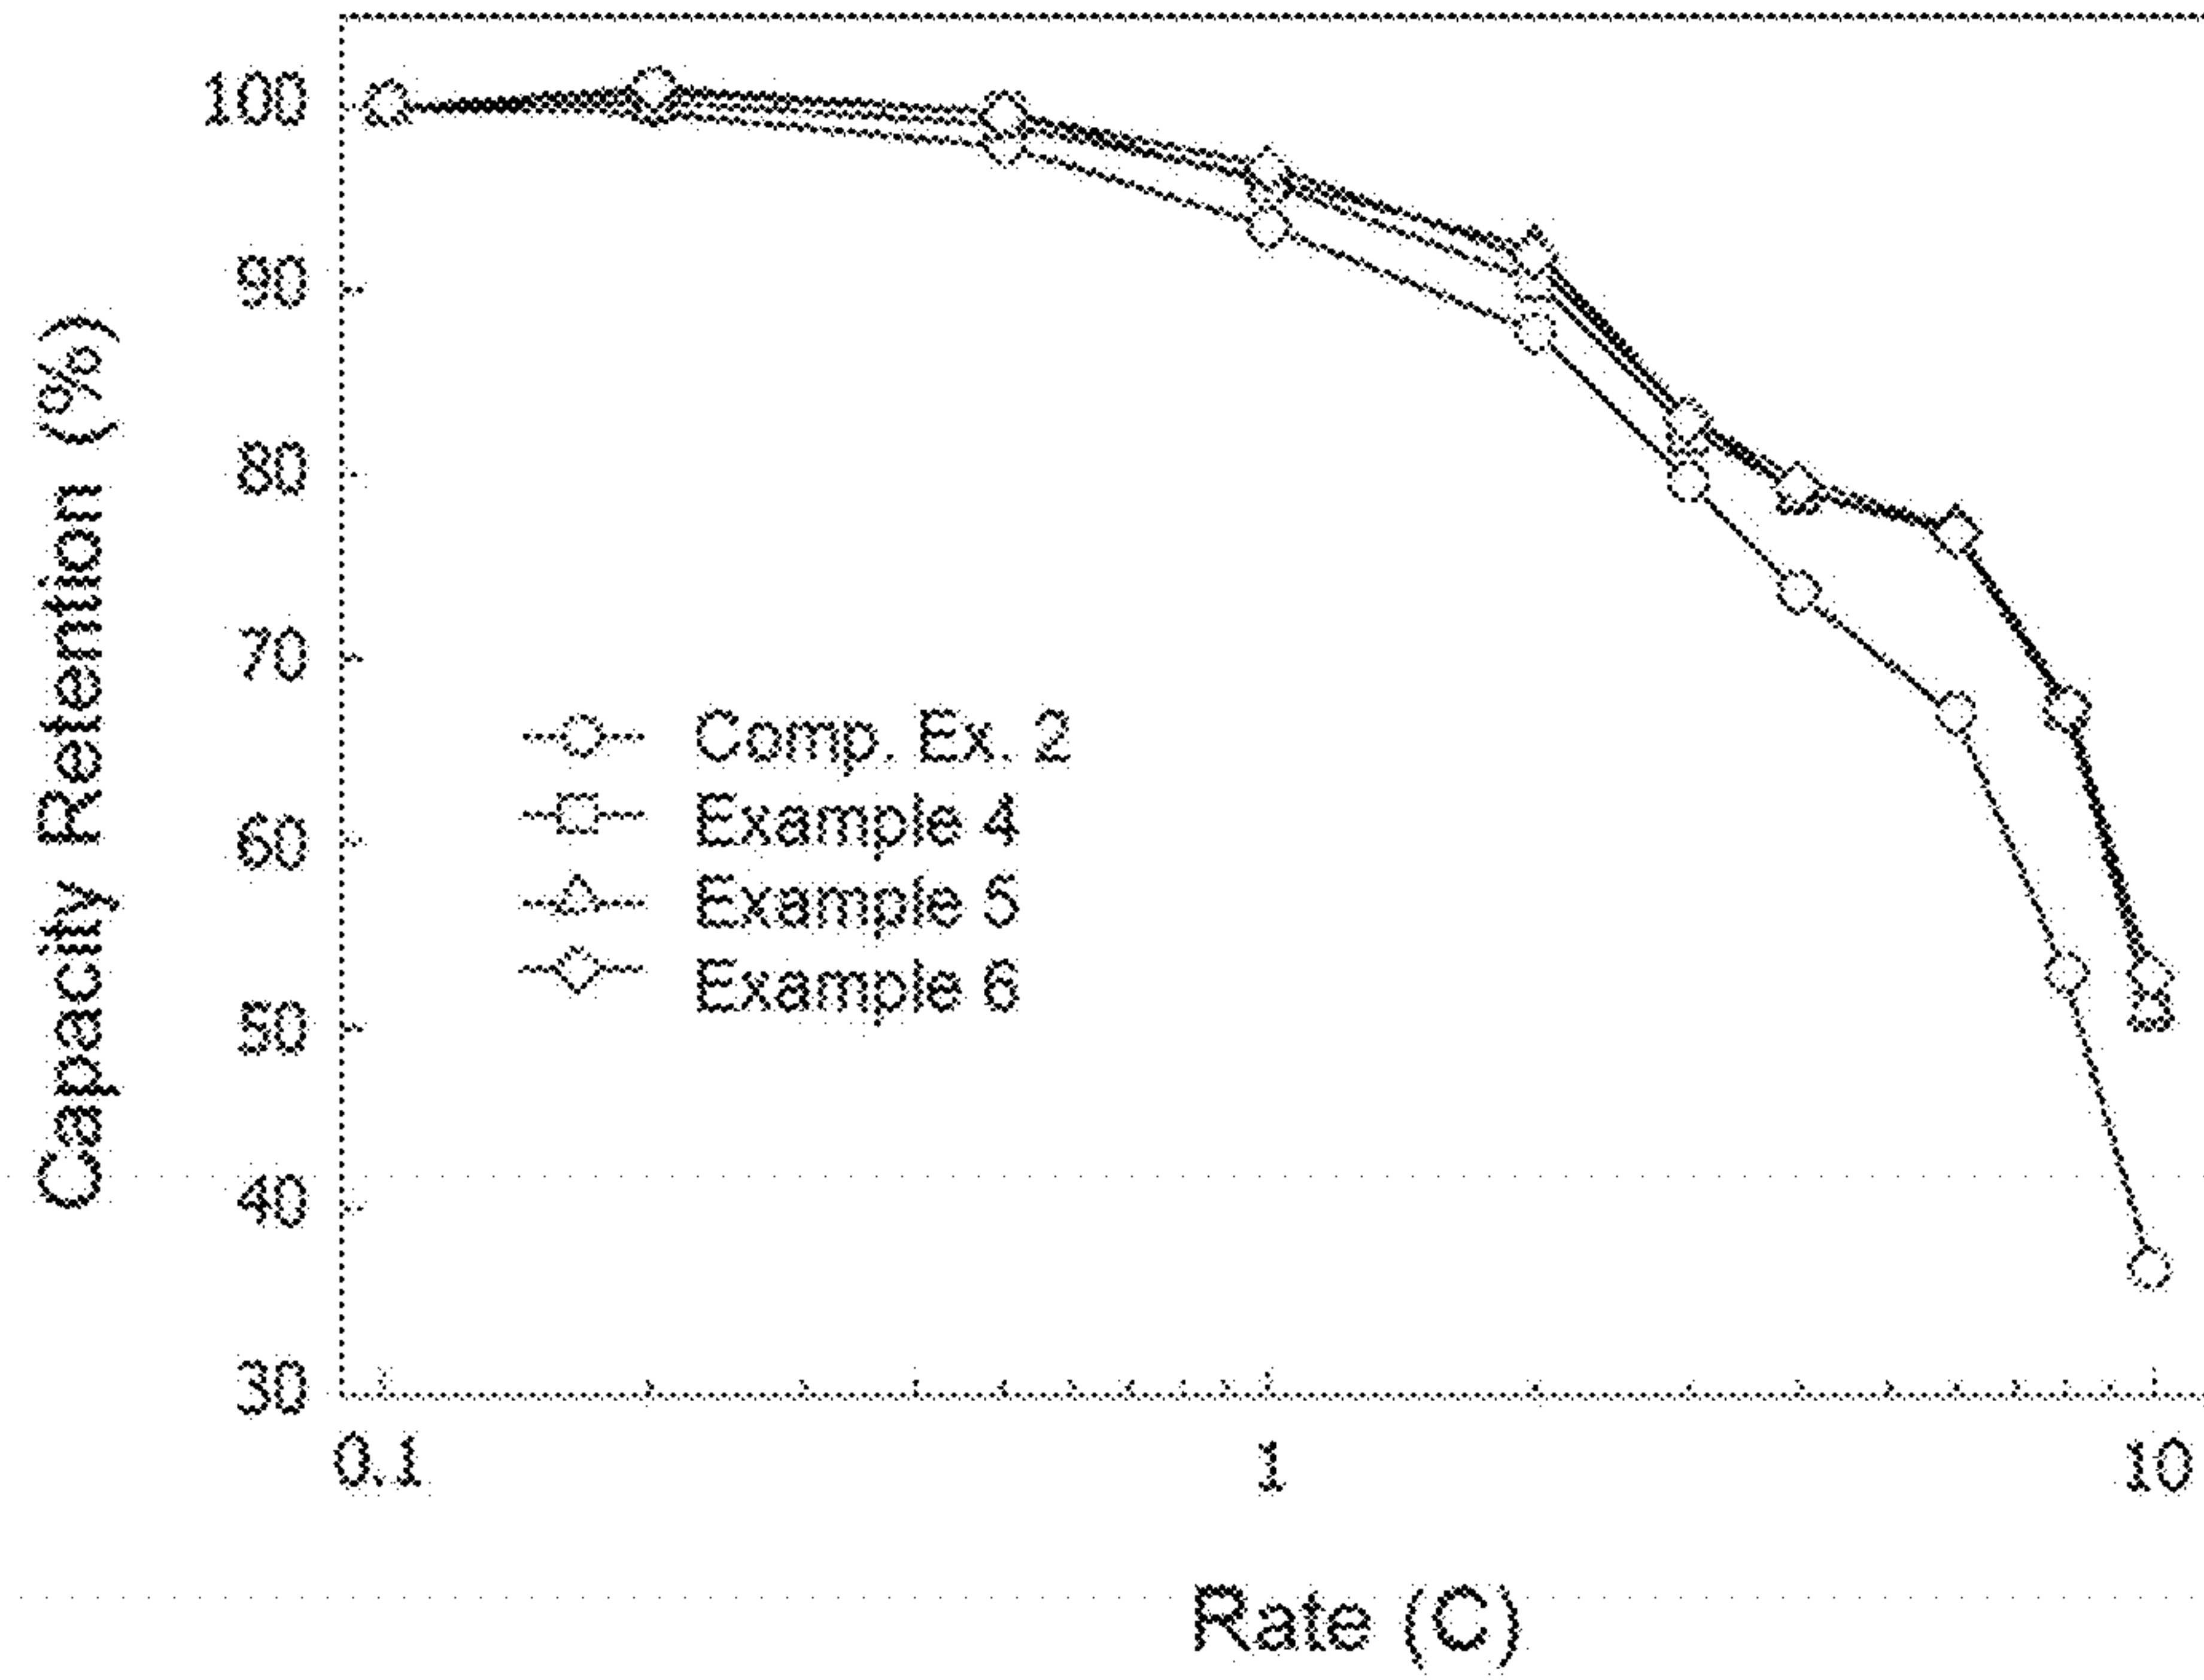 Capacity Retention (%)
100
90
80
70
60
50
40
30
Comp. Ex. 2
Example 4
Example 5
Example 6
0.1 1 10
Rate (C)